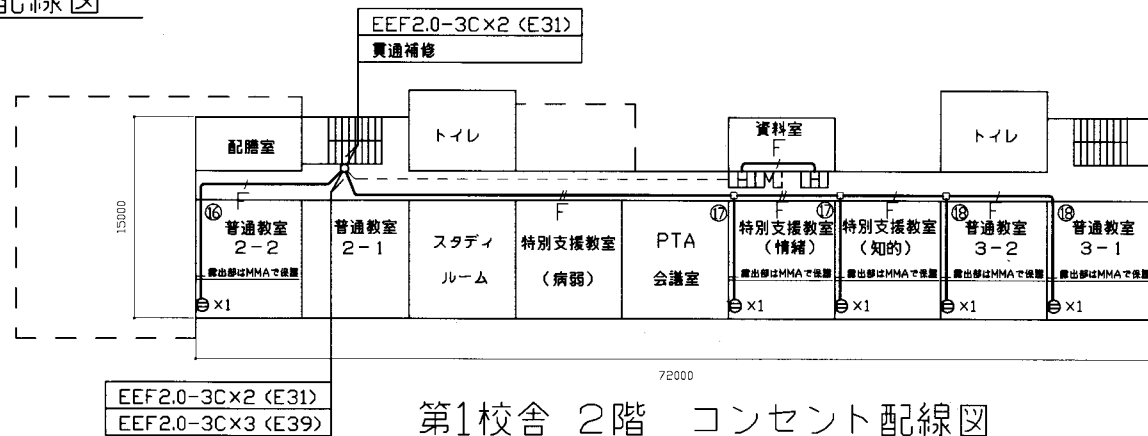 配線図
EEF2.0-3C×2 (E31)
貫通補修
配膳室
トイレ
資料室
F
トイレ
H M H
15000
F
F
F
F
F
⑯
普通教室
2-2
普通教室
2-1
スタディ
ルーム
特別支援教室
(病弱)
PTA
会議室
⑰
特別支援教室
(情緒)
⑰
特別支援教室
(知的)
⑱
普通教室
3-2
⑱
普通教室
3-1
露出部はMMAで保護
露出部はMMAで保護
露出部はMMAで保護
露出部はMMAで保護
露出部はMMAで保護
×1
×1
×1
×1
×1
72000
EEF2.0-3C×2 (E31)
EEF2.0-3C×3 (E39)
第1校舎 2階 コンセント配線図